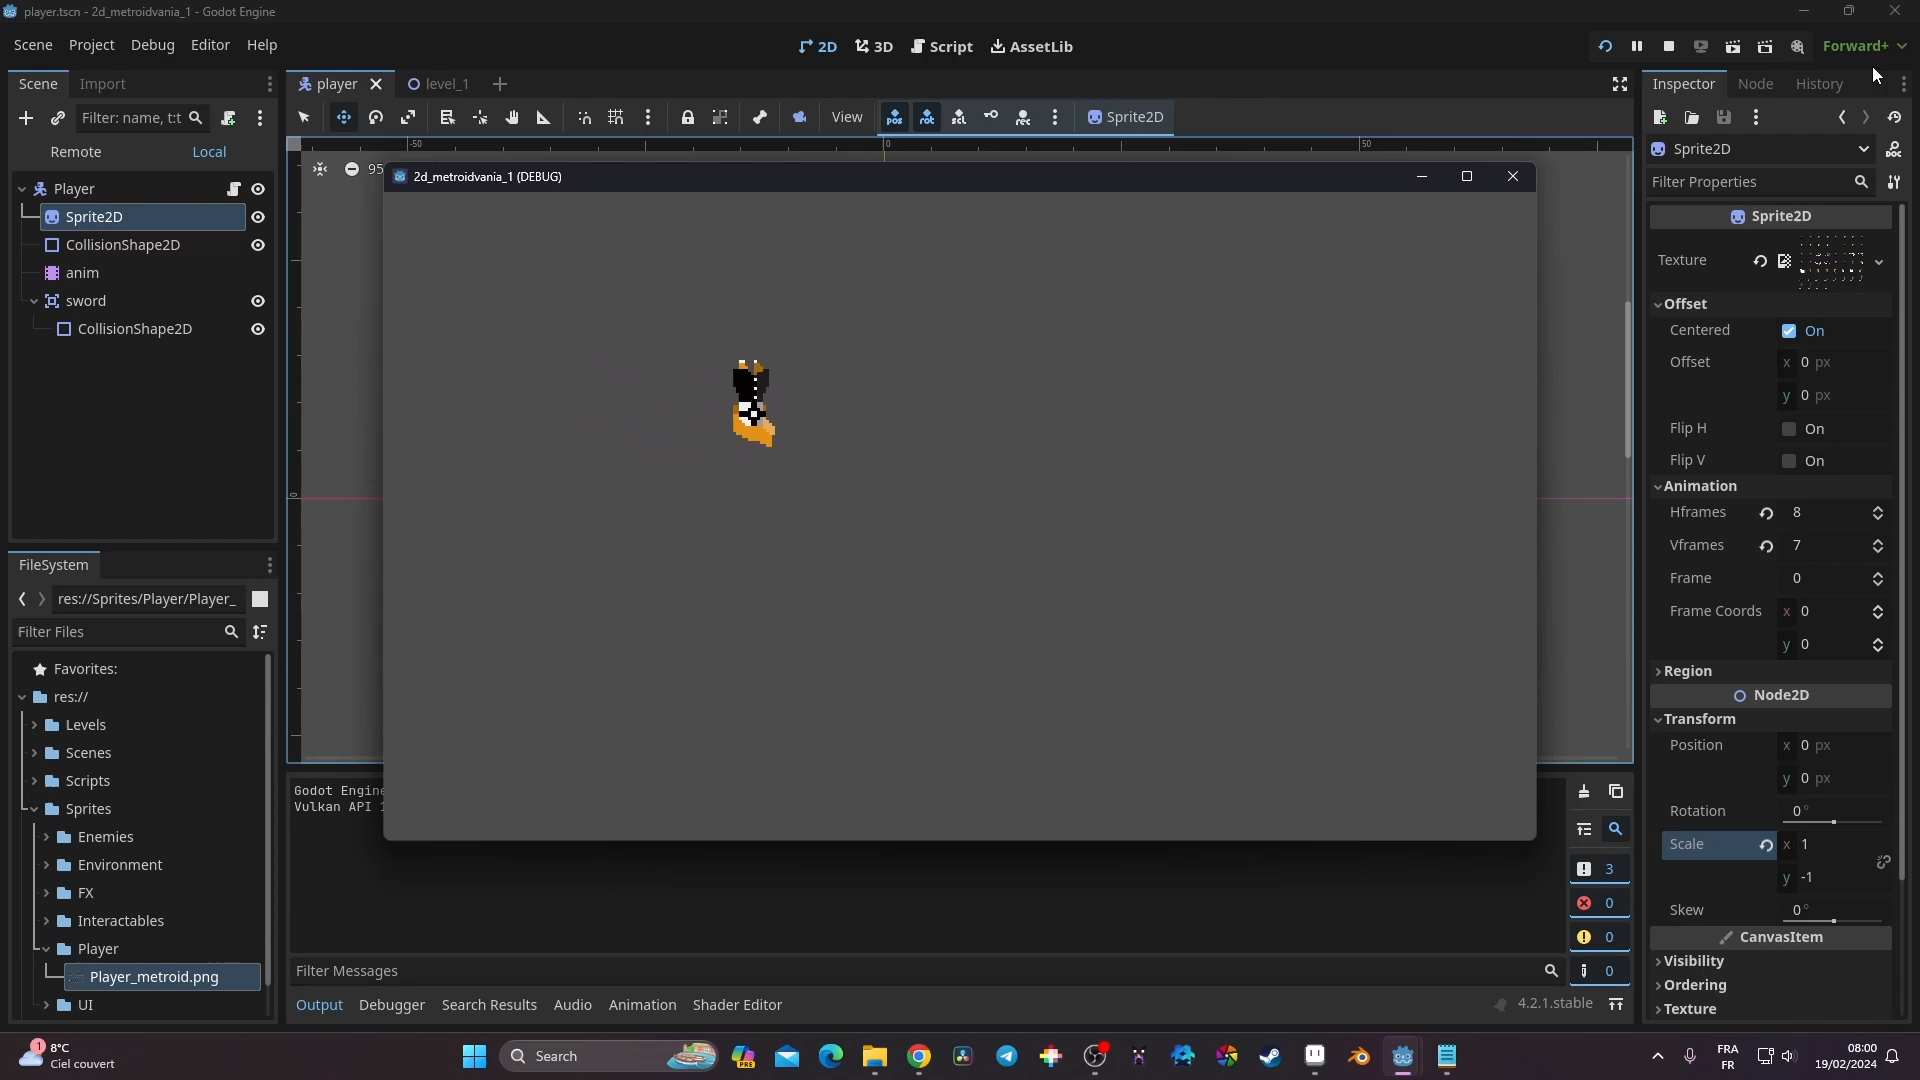 player.tscn - 2d_metroidvania_1 - Godot Engine
Scene Project Debug Editor Help
2D 3D Script AssetLib
Forward+
Scene Import
player level_1
Inspector Node History
Filter: name, t:t
View
Sprite2D
Remote Local
95
Sprite2D
Filter Properties
2d_metroidvania_1 (DEBUG)
-50 0 50
Player
Sprite2D
CollisionShape2D
anim
sword
CollisionShape2D
Sprite2D
Texture
Offset
Centered On
Offset x 0 px
y 0 px
Flip H On
Flip V On
Animation
Hframes 8
Vframes 7
Frame 0
Frame Coords x 0
y 0
Region
Node2D
Transform
Position x 0 px
y 0 px
Rotation 0°
Scale x 1
y -1
Skew 0°
CanvasItem
Visibility
Ordering
Texture
FileSystem
res://Sprites/Player/Player_
Filter Files
Favorites:
res://
Levels
Scenes
Scripts
Sprites
Enemies
Environment
FX
Interactables
Player
Player_metroid.png
UI
Godot Engine
Vulkan API 1
3
0
0
0
Filter Messages
Output Debugger Search Results Audio Animation Shader Editor
4.2.1.stable
1
8°C
Ciel couvert
Search
PRE
FRA
FR
08:00
19/02/2024